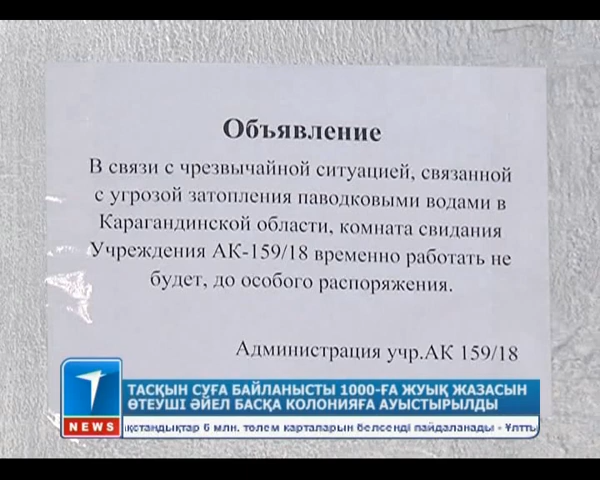 Объявление
В связи с чрезвычайной ситуацией, связанной
с угрозой затопления паводковыми водами в
Карагандинской области, комната свидания
Учреждения АК-159/18 временно работать не
будет, до особого распоряжения.
Администрация учр.АК 159/18
ТАСҚЫН СУҒА БАЙЛАНЫСТЫ 1000-ҒА ЖУЫҚ ЖАЗАСЫН
ӨТЕУШІ ӘЙЕЛ БАСҚА КОЛОНИЯҒА АУЫСТЫРЫЛДЫ
NEWS
ақстандықтар 6 млн. төлем карталарын белсенді пайдаланады - Ұлтты